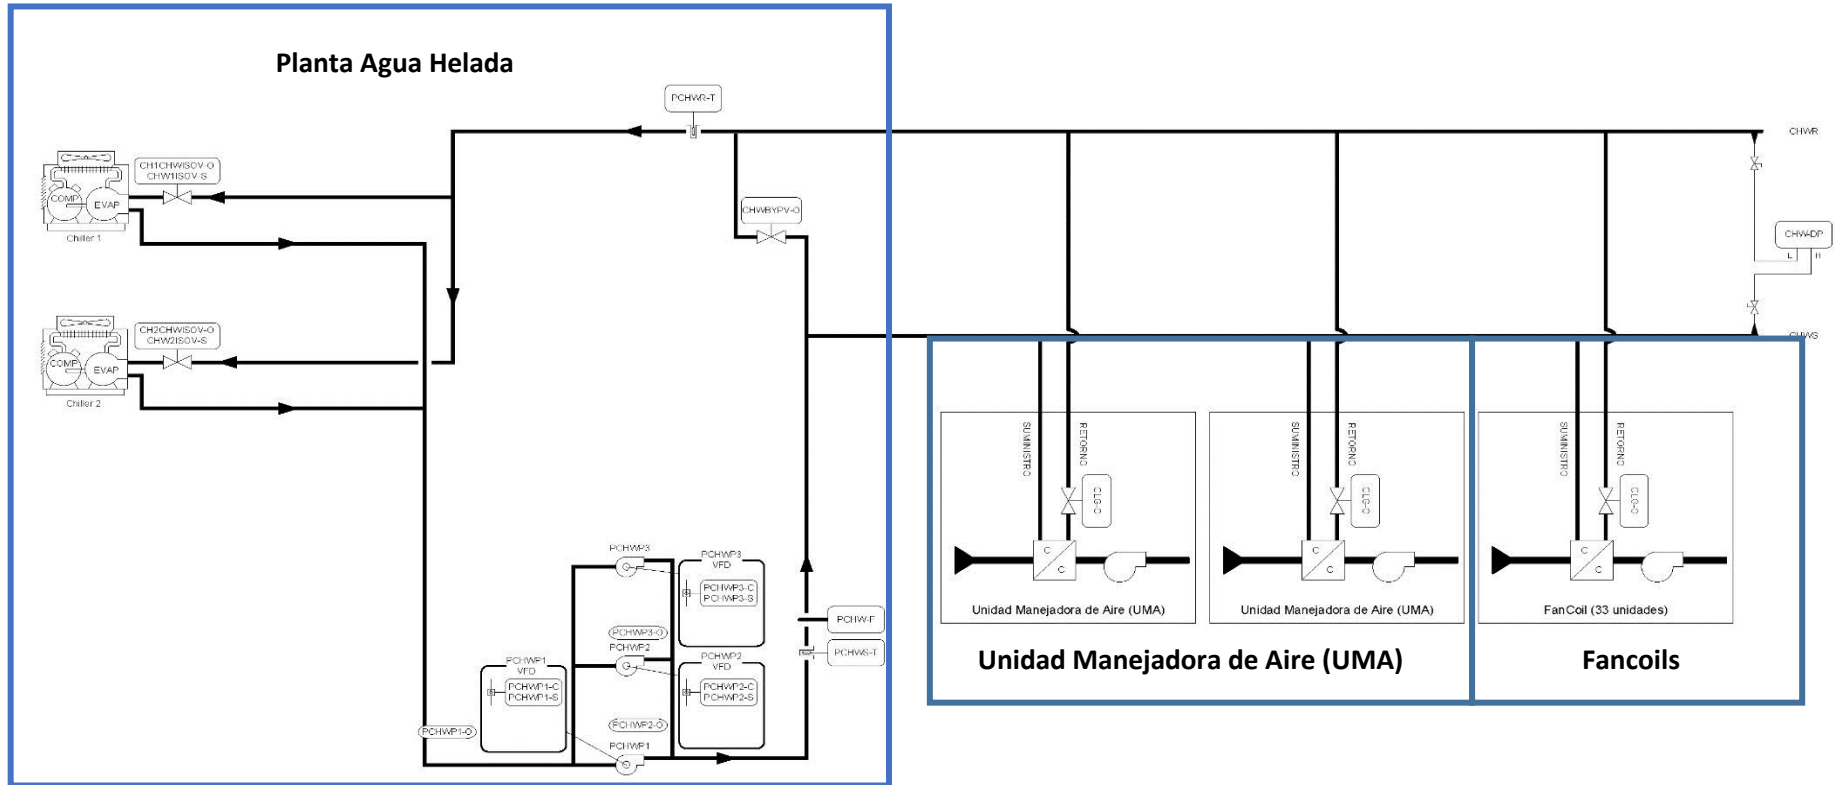 Planta Agua Helada
PCHWR-T
CHWR
CH1CHWISOV-O
CHW1ISOV-S
COMP
EVAP
Chiller 1
CHWBYPV-O
CHW-DP
L
H
CH2CHWISOV-O
CHW2ISOV-S
COMP
EVAP
Chiller 2
CHWS
SUMINISTRO
RETORNO
CLG-O
C
C
Unidad Manejadora de Aire (UMA)
SUMINISTRO
RETORNO
CLG-O
C
C
Unidad Manejadora de Aire (UMA)
SUMINISTRO
RETORNO
CLG-O
C
C
FanCoil (33 unidades)
PCHWP3
PCHWP3
VFD
PCHWP3-C
PCHWP3-S
PCHWP3-O
PCHW-F
PCHWS-T
PCHWP2
PCHWP2
VFD
PCHWP2-C
PCHWP2-S
PCHWP2-O
PCHWP1
VFD
PCHWP1-C
PCHWP1-S
PCHWP1-O
PCHWP1
Unidad Manejadora de Aire (UMA)
Fancoils